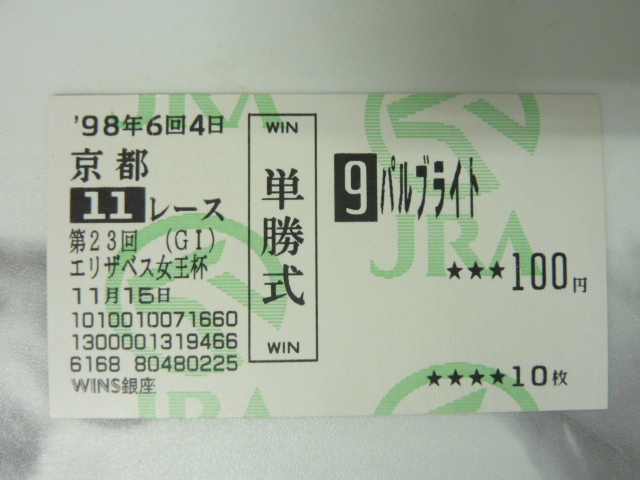 '98年6回4日
京都
11レース
第23回 (GI)
エリザベス女王杯
11月15日
1010010071660
1300001319466
6168 80480225
WINS銀座
WIN
単勝式
WIN
9 パルブライト
★★★100円
★★★★10枚
JRA
JRA